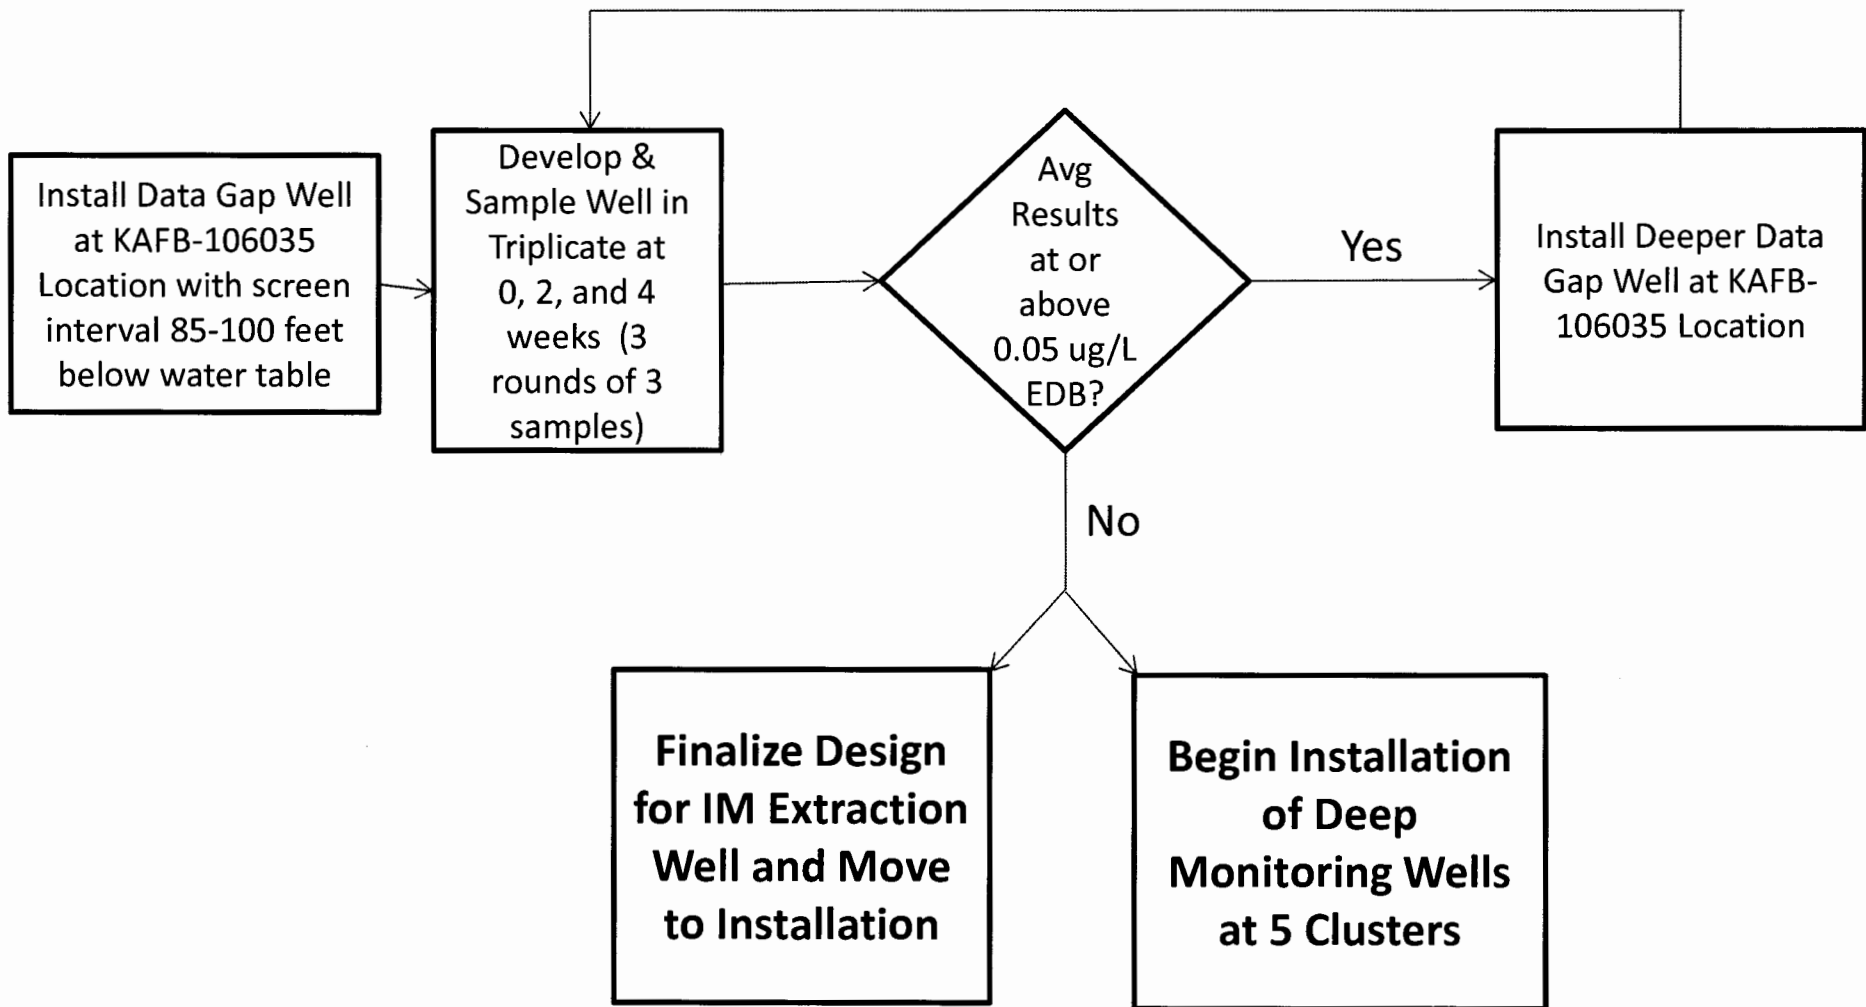 Install Data Gap Well
at KAFB-106035
Location with screen
interval 85-100 feet
below water table
Develop &
Sample Well in
Triplicate at
0, 2, and 4
weeks (3
rounds of 3
samples)
Avg
Results
at or
above
0.05 ug/L
EDB?
Yes
Install Deeper Data
Gap Well at KAFB-
106035 Location
No
Finalize Design
for IM Extraction
Well and Move
to Installation
Begin Installation
of Deep
Monitoring Wells
at 5 Clusters